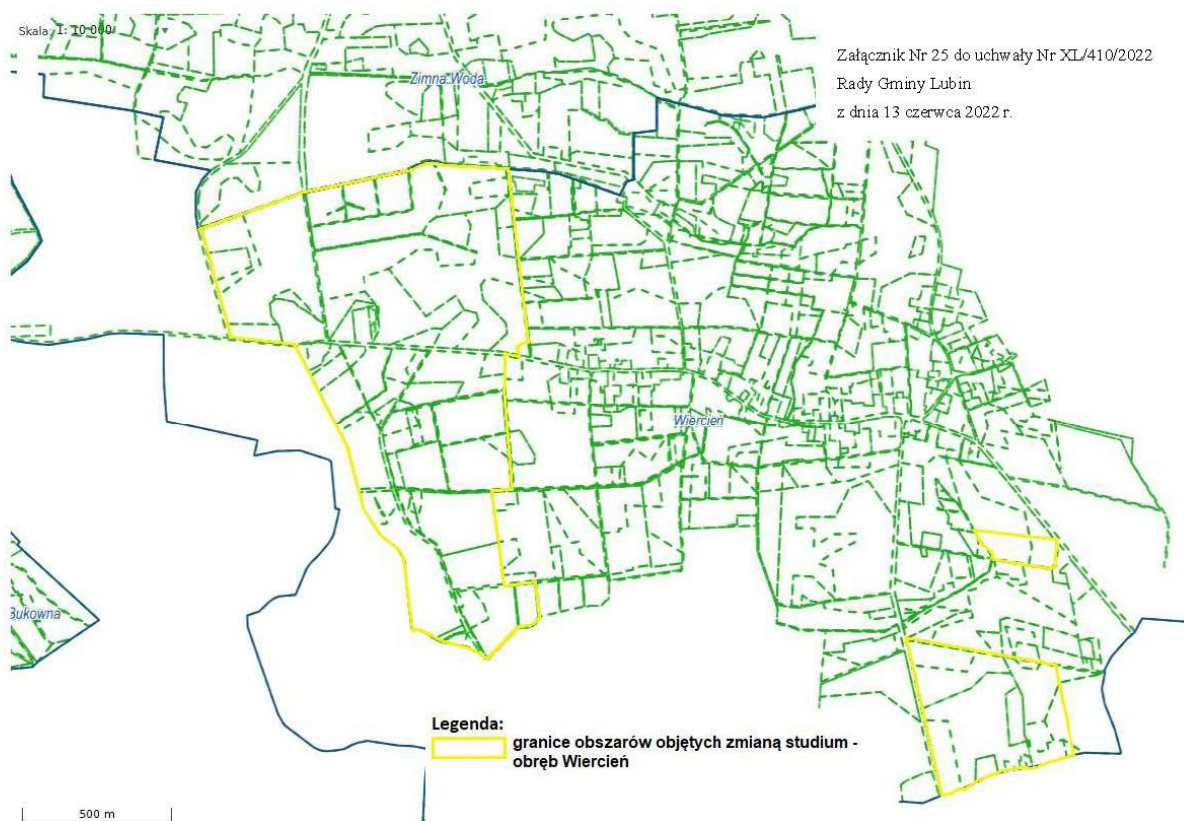 Skala: 1: 10 000
Załącznik Nr 25 do uchwały Nr XL/410/2022
Rady Gminy Lubin
z dnia 13 czerwca 2022 r.
Zimna Woda
Wiercień
Bukowna
Legenda:
granice obszarów objętych zmianą studium -
obręb Wiercień
500 m